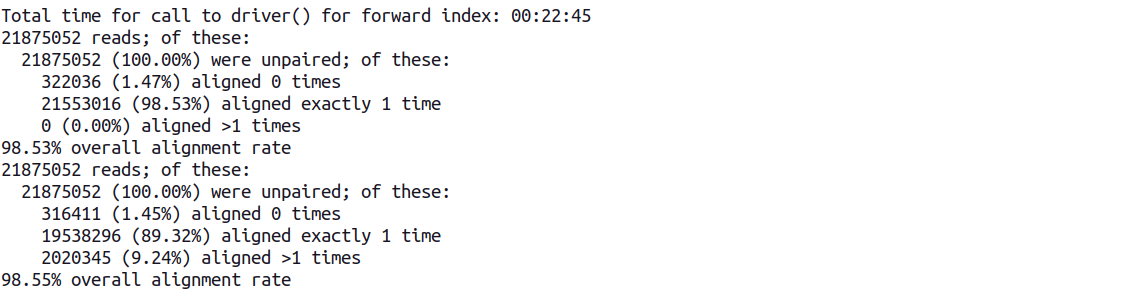 Total time for call to driver() for forward index: 00:22:45
21875052 reads; of these:
  21875052 (100.00%) were unpaired; of these:
    322036 (1.47%) aligned 0 times
    21553016 (98.53%) aligned exactly 1 time
    0 (0.00%) aligned >1 times
98.53% overall alignment rate
21875052 reads; of these:
  21875052 (100.00%) were unpaired; of these:
    316411 (1.45%) aligned 0 times
    19538296 (89.32%) aligned exactly 1 time
    2020345 (9.24%) aligned >1 times
98.55% overall alignment rate